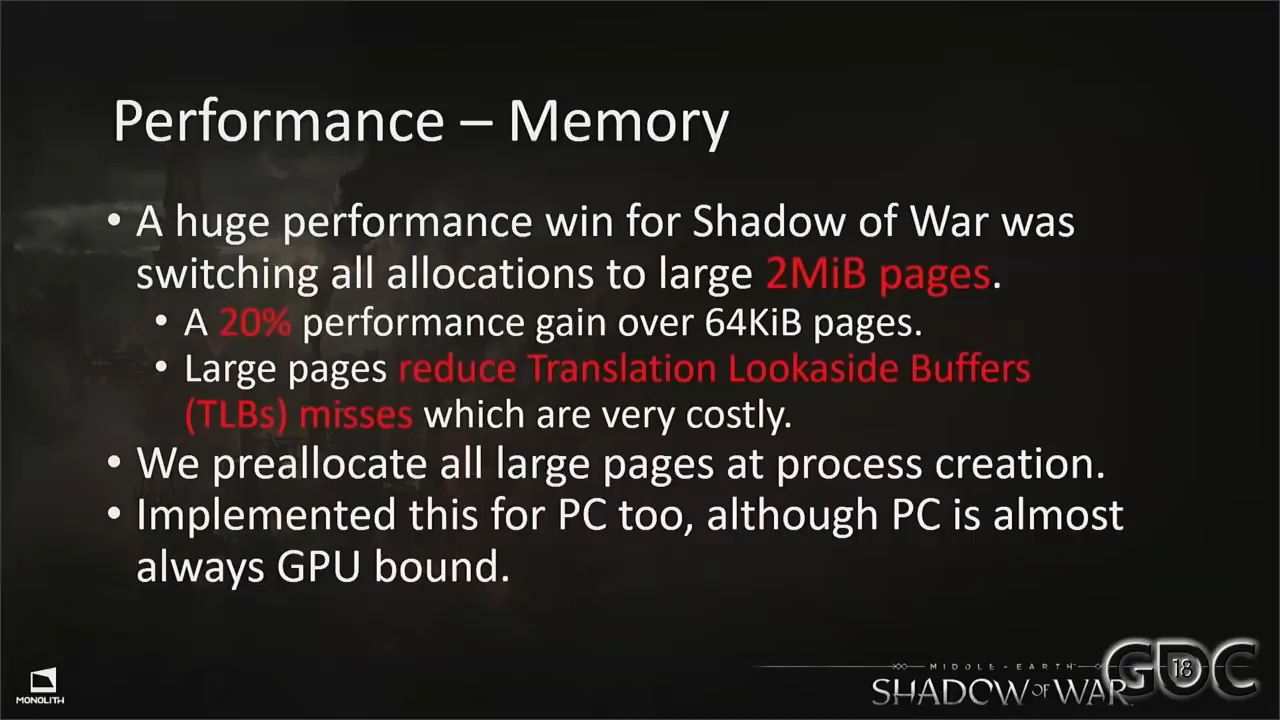 Performance – Memory
• A huge performance win for Shadow of War was
switching all allocations to large 2MiB pages.
• A 20% performance gain over 64KiB pages.
• Large pages reduce Translation Lookaside Buffers
(TLBs) misses which are very costly.
• We preallocate all large pages at process creation.
• Implemented this for PC too, although PC is almost
always GPU bound.
MONOLITH
MIDDLE-EARTH
SHADOW OF WAR
GDC
18